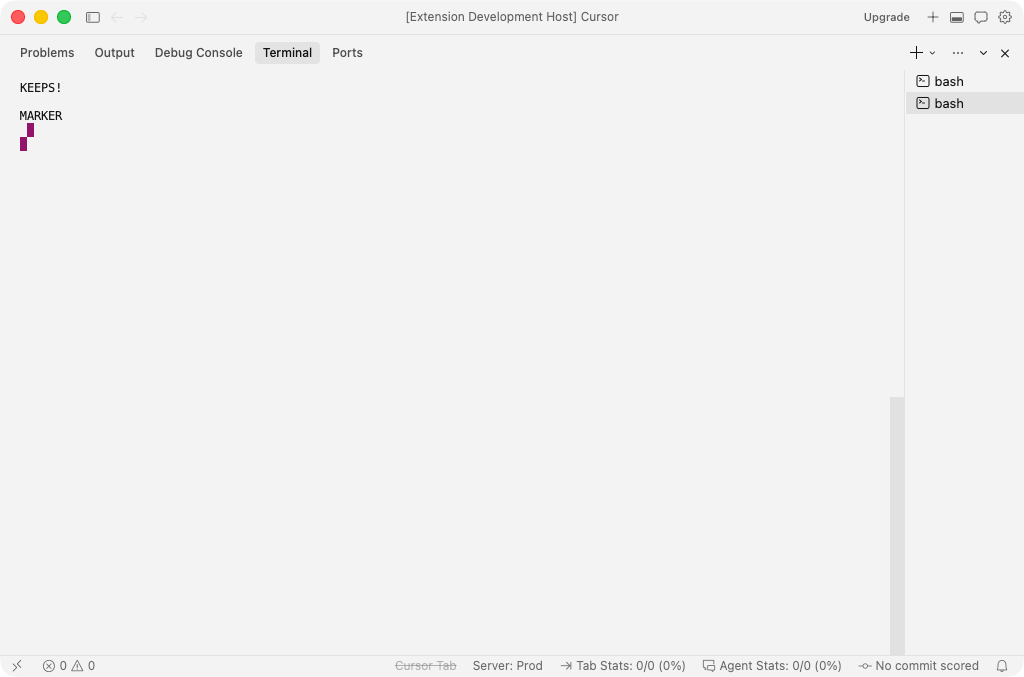 [Extension Development Host] Cursor
Upgrade
Problems Output Debug Console Terminal Ports
KEEPS!
MARKER
bash
bash
0 0 Cursor Tab Server: Prod Tab Stats: 0/0 (0%) Agent Stats: 0/0 (0%) No commit scored